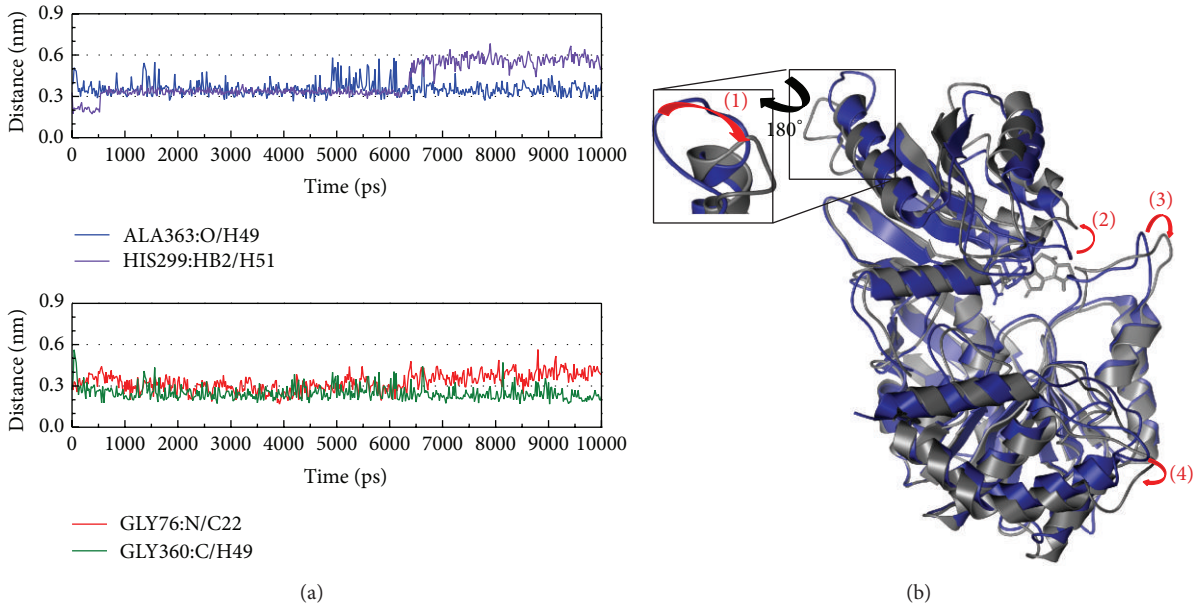 0.9
0.6
0.3
0.0
Distance (nm)
0 1000 2000 3000 4000 5000 6000 7000 8000 9000 10000
Time (ps)
ALA363:O/H49
HIS299:HB2/H51
0.9
0.6
0.3
0.0
Distance (nm)
0 1000 2000 3000 4000 5000 6000 7000 8000 9000 10000
Time (ps)
GLY76:N/C22
GLY360:C/H49
(a)
(1)
180°
(2)
(3)
(4)
(b)